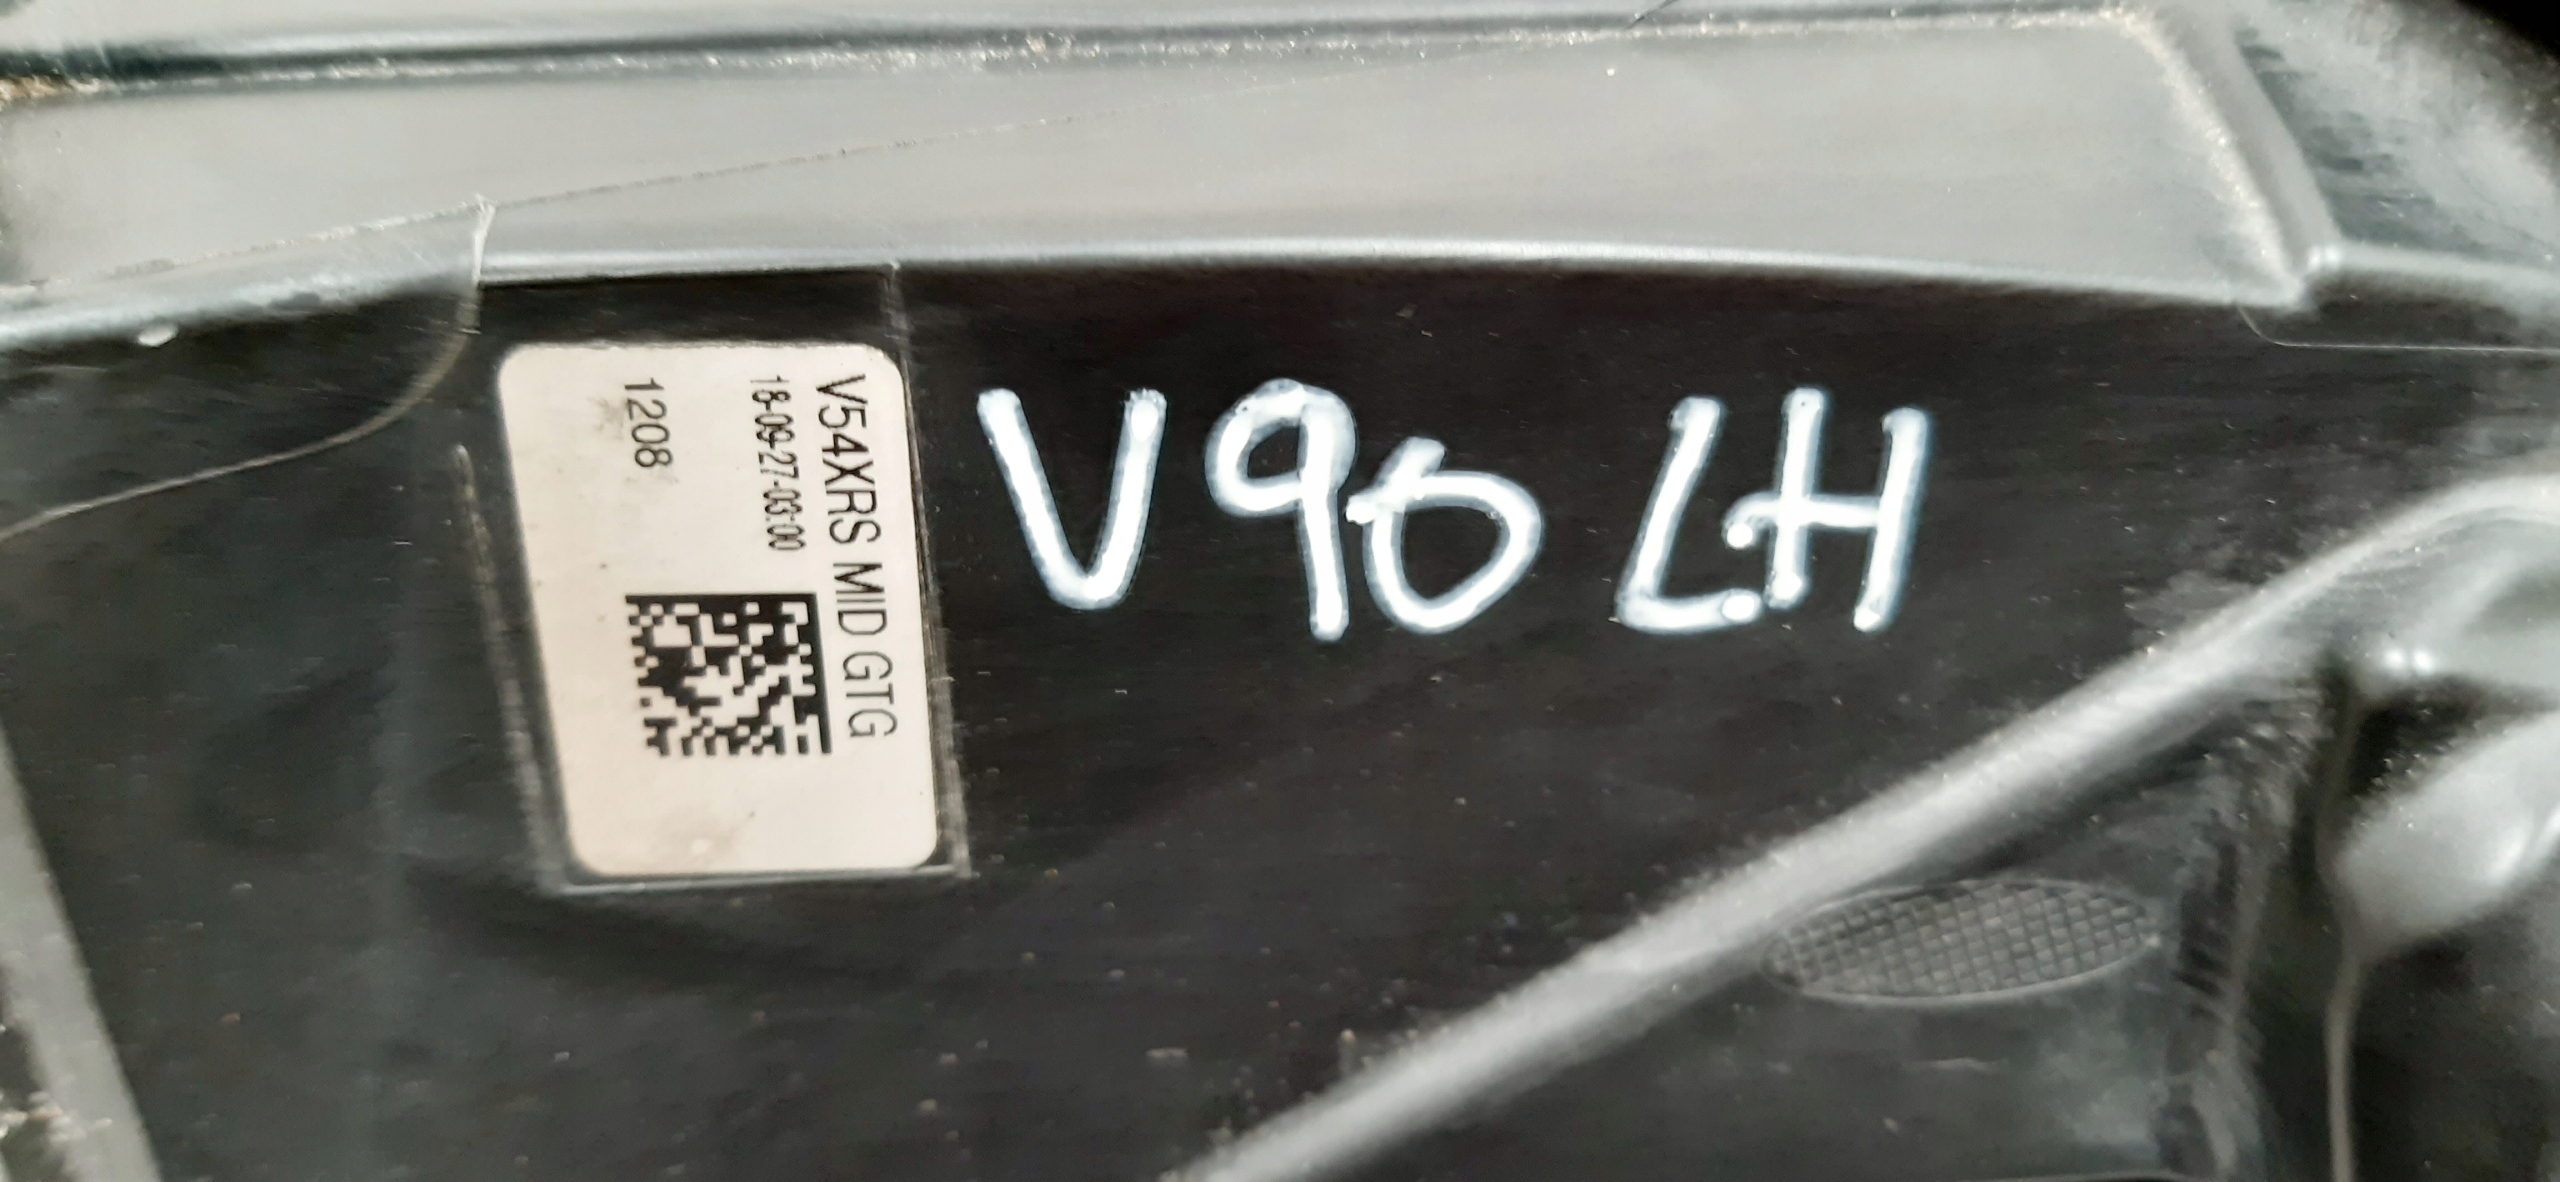 V54XRS MID GTG
18-09-27-03:00
1208
V90 LH